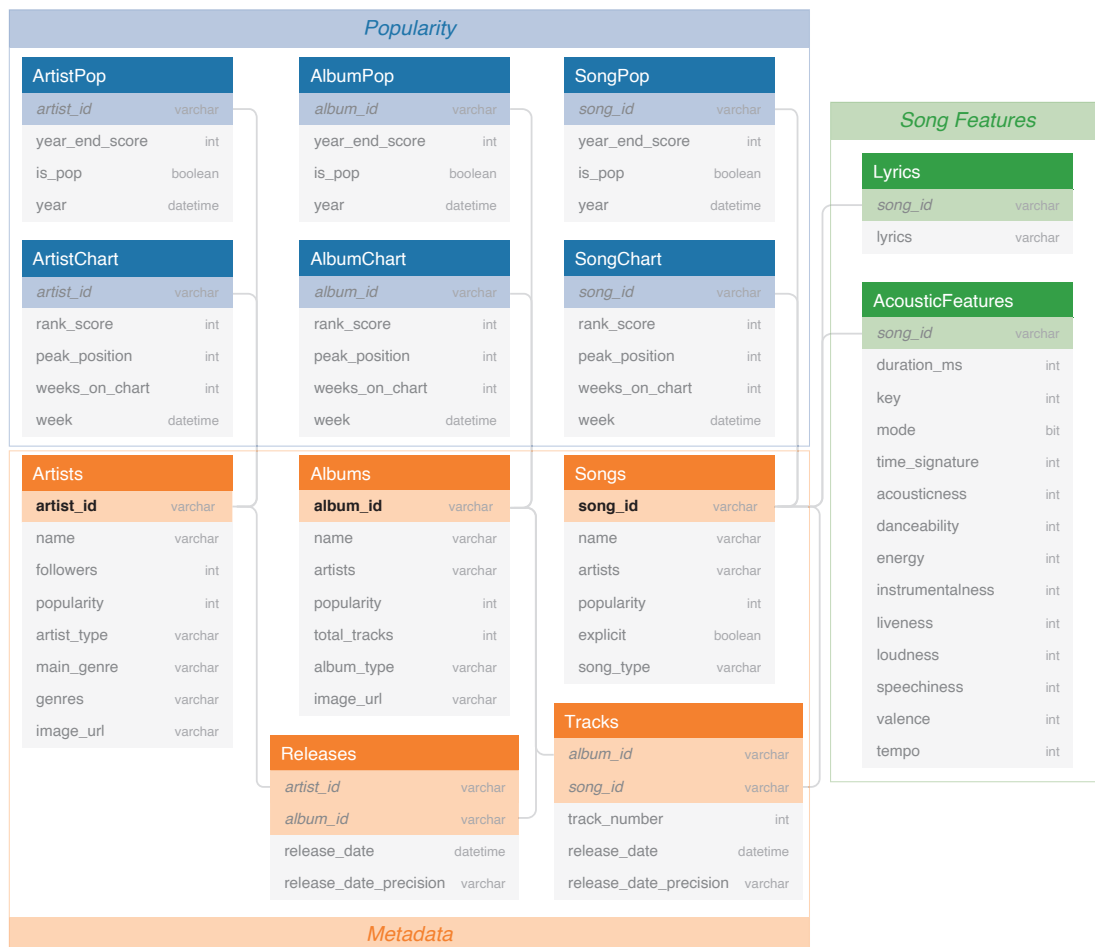 Popularity
ArtistPop
artist_id varchar
year_end_score int
is_pop boolean
year datetime
AlbumPop
album_id varchar
year_end_score int
is_pop boolean
year datetime
SongPop
song_id varchar
year_end_score int
is_pop boolean
year datetime
ArtistChart
artist_id varchar
rank_score int
peak_position int
weeks_on_chart int
week datetime
AlbumChart
album_id varchar
rank_score int
peak_position int
weeks_on_chart int
week datetime
SongChart
song_id varchar
rank_score int
peak_position int
weeks_on_chart int
week datetime
Artists
artist_id varchar
name varchar
followers int
popularity int
artist_type varchar
main_genre varchar
genres varchar
image_url varchar
Albums
album_id varchar
name varchar
artists varchar
popularity int
total_tracks int
album_type varchar
image_url varchar
Songs
song_id varchar
name varchar
artists varchar
popularity int
explicit boolean
song_type varchar
Releases
artist_id varchar
album_id varchar
release_date datetime
release_date_precision varchar
Tracks
album_id varchar
song_id varchar
track_number int
release_date datetime
release_date_precision varchar
Metadata
Song Features
Lyrics
song_id varchar
lyrics varchar
AcousticFeatures
song_id varchar
duration_ms int
key int
mode bit
time_signature int
acousticness int
danceability int
energy int
instrumentalness int
liveness int
loudness int
speechiness int
valence int
tempo int